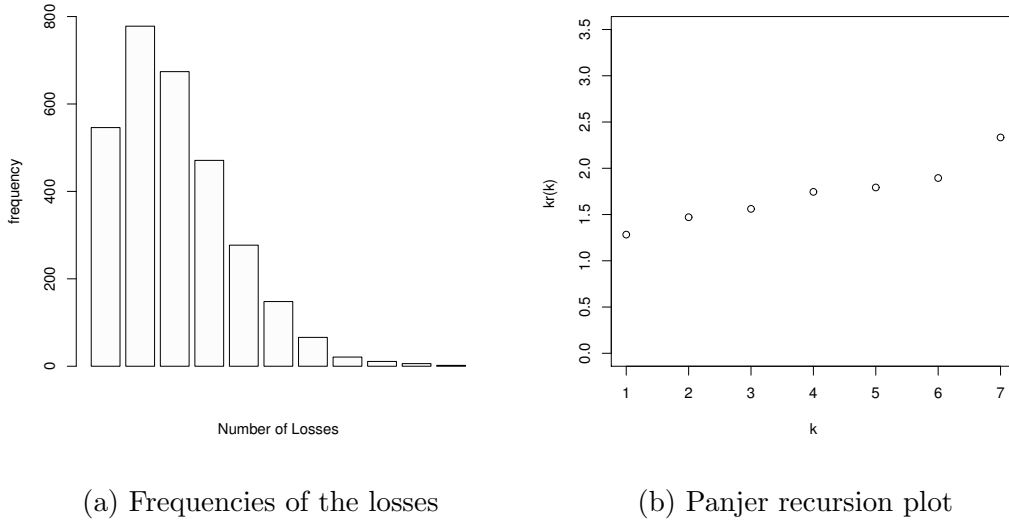 800
600
400
200
0
frequency
Number of Losses
(a) Frequencies of the losses
3.5
3.0
2.5
2.0
1.5
1.0
0.5
0.0
kr(k)
1 2 3 4 5 6 7
k
(b) Panjer recursion plot